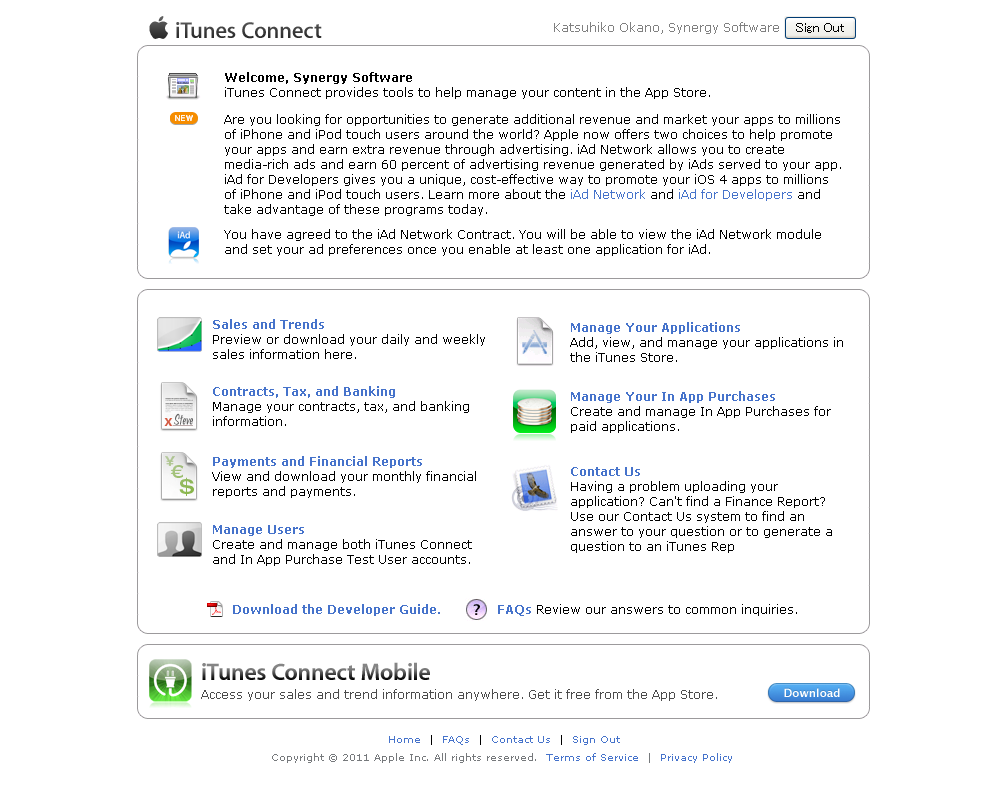 iTunes Connect
Katsuhiko Okano, Synergy Software
Sign Out
Welcome, Synergy Software
iTunes Connect provides tools to help manage your content in the App Store.
NEW
Are you looking for opportunities to generate additional revenue and market your apps to millions
of iPhone and iPod touch users around the world? Apple now offers two choices to help promote
your apps and earn extra revenue through advertising. iAd Network allows you to create
media-rich ads and earn 60 percent of advertising revenue generated by iAds served to your app.
iAd for Developers gives you a unique, cost-effective way to promote your iOS 4 apps to millions
of iPhone and iPod touch users. Learn more about the iAd Network and iAd for Developers and
take advantage of these programs today.
iAd
You have agreed to the iAd Network Contract. You will be able to view the iAd Network module
and set your ad preferences once you enable at least one application for iAd.
Sales and Trends
Preview or download your daily and weekly
sales information here.
Contracts, Tax, and Banking
Manage your contracts, tax, and banking
information.
X Steve
Payments and Financial Reports
View and download your monthly financial
reports and payments.
¥ € $
Manage Users
Create and manage both iTunes Connect
and In App Purchase Test User accounts.
Manage Your Applications
Add, view, and manage your applications in
the iTunes Store.
Manage Your In App Purchases
Create and manage In App Purchases for
paid applications.
Contact Us
Having a problem uploading your
application? Can't find a Finance Report?
Use our Contact Us system to find an
answer to your question or to generate a
question to an iTunes Rep
Download the Developer Guide.
? FAQs Review our answers to common inquiries.
iTunes Connect Mobile
Access your sales and trend information anywhere. Get it free from the App Store.
Download
Home | FAQs | Contact Us | Sign Out
Copyright © 2011 Apple Inc. All rights reserved. Terms of Service | Privacy Policy